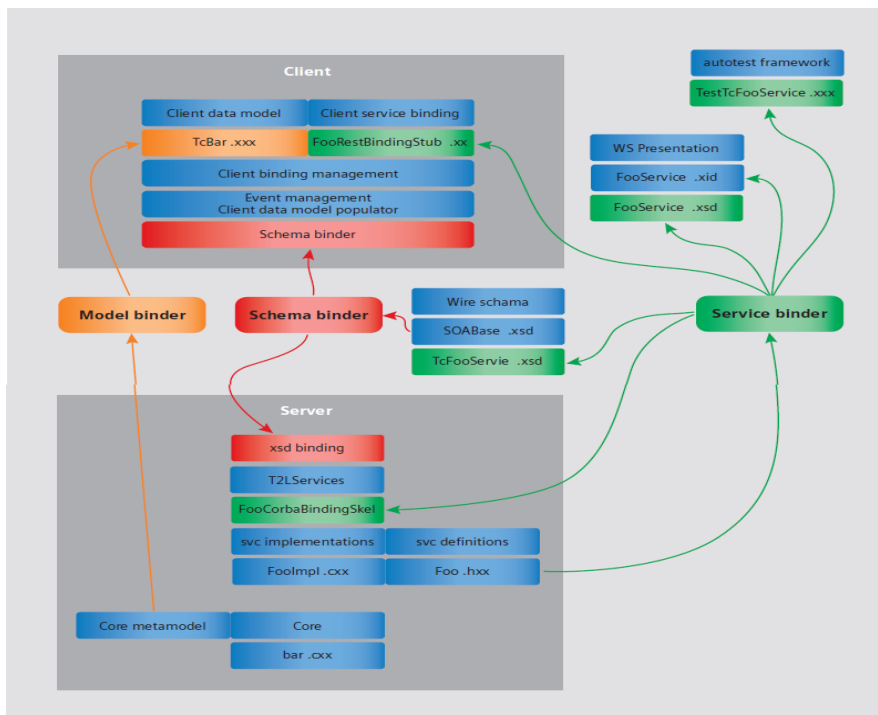 Client
autotest framework
TestTcFooService .xxx
Client data model
Client service binding
TcBar .xxx
FooRestBindingStub .xx
WS Presentation
FooService .xid
FooService .xsd
Client binding management
Event management
Client data model populator
Schema binder
Model binder
Schema binder
Wire schama
SOABase .xsd
TcFooServie .xsd
Service binder
Server
xsd binding
T2LServices
FooCorbaBindingSkel
svc implementations
svc definitions
FooImpl .cxx
Foo .hxx
Core metamodel
Core
bar .cxx